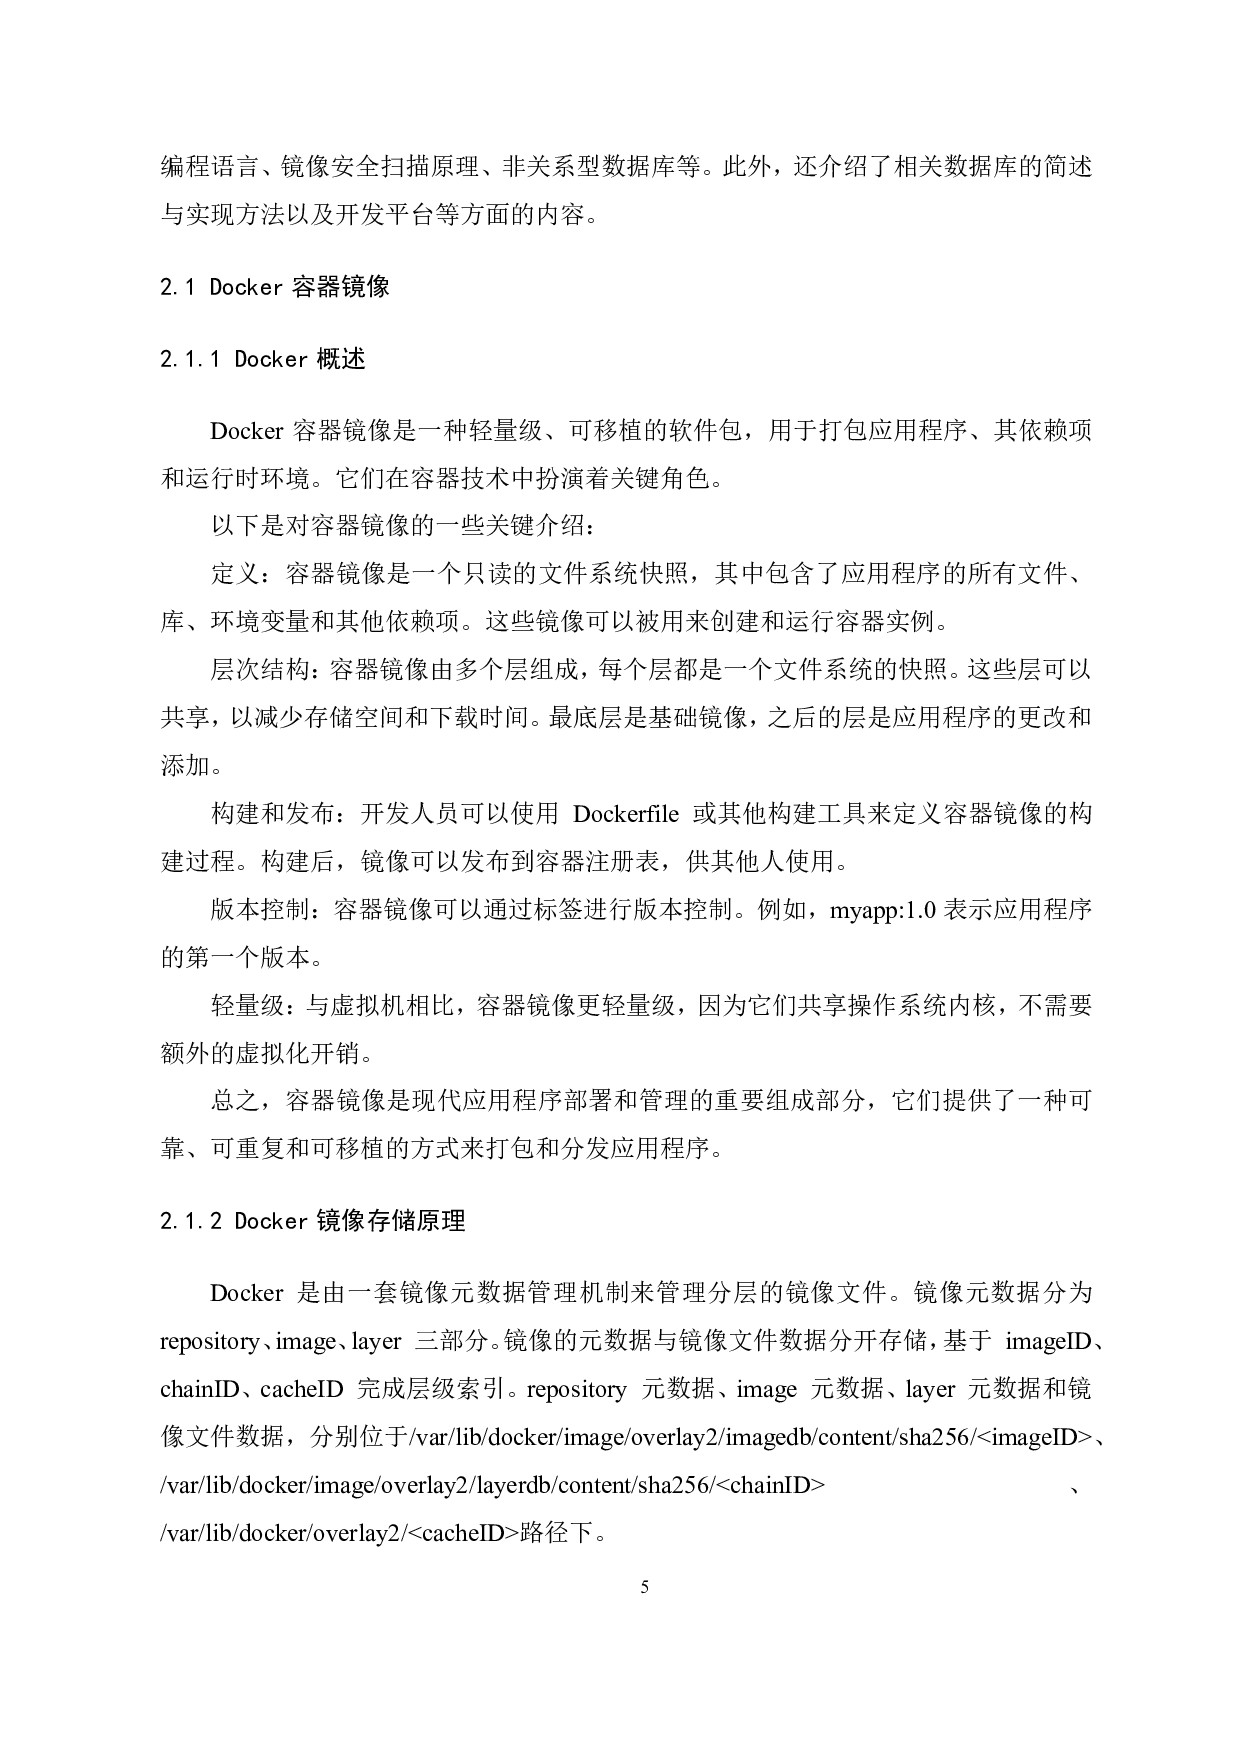 编程语言、镜像安全扫描原理、非关系型数据库等。此外，还介绍了相关数据库的简述
与实现方法以及开发平台等方面的内容。
2.1 Docker 容器镜像
2.1.1 Docker 概述
Docker 容器镜像是一种轻量级、可移植的软件包，用于打包应用程序、其依赖项
和运行时环境。它们在容器技术中扮演着关键角色。
以下是对容器镜像的一些关键介绍：
定义：容器镜像是一个只读的文件系统快照，其中包含了应用程序的所有文件、
库、环境变量和其他依赖项。这些镜像可以被用来创建和运行容器实例。
层次结构：容器镜像由多个层组成，每个层都是一个文件系统的快照。这些层可以
共享，以减少存储空间和下载时间。最底层是基础镜像，之后的层是应用程序的更改和
添加。
构建和发布：开发人员可以使用 Dockerfile 或其他构建工具来定义容器镜像的构
建过程。构建后，镜像可以发布到容器注册表，供其他人使用。
版本控制：容器镜像可以通过标签进行版本控制。例如，myapp:1.0 表示应用程序
的第一个版本。
轻量级：与虚拟机相比，容器镜像更轻量级，因为它们共享操作系统内核，不需要
额外的虚拟化开销。
总之，容器镜像是现代应用程序部署和管理的重要组成部分，它们提供了一种可
靠、可重复和可移植的方式来打包和分发应用程序。
2.1.2 Docker 镜像存储原理
Docker 是由一套镜像元数据管理机制来管理分层的镜像文件。镜像元数据分为
repository、image、layer 三部分。镜像的元数据与镜像文件数据分开存储，基于 imageID、
chainID、cacheID 完成层级索引。repository 元数据、image 元数据、layer 元数据和镜
像文件数据，分别位于/var/lib/docker/image/overlay2/imagedb/content/sha256/<imageID>、
/var/lib/docker/image/overlay2/layerdb/content/sha256/<chainID> 、
/var/lib/docker/overlay2/<cacheID>路径下。
5